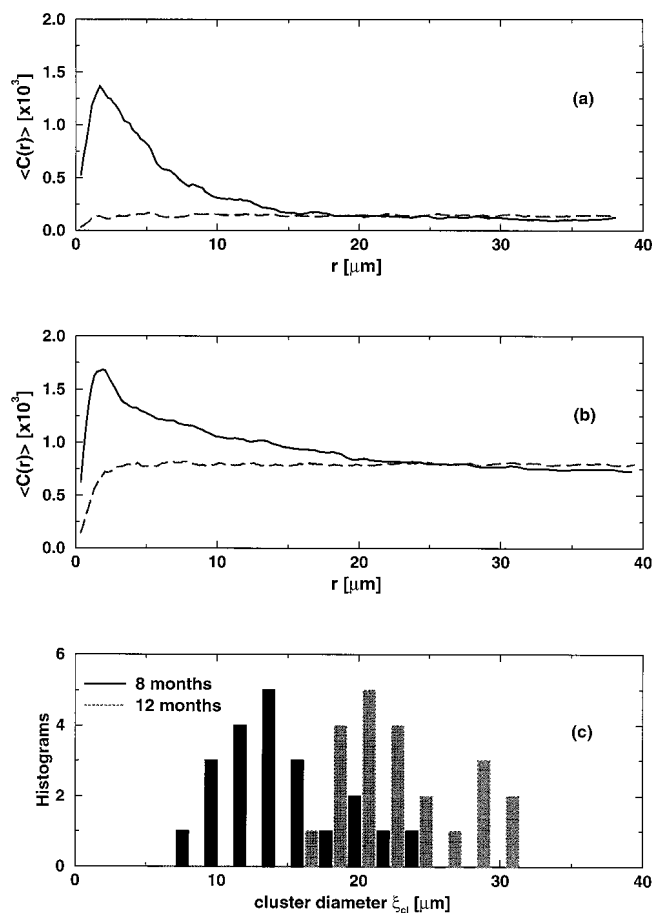 2.0
1.5
1.0
0.5
0.0
<C(r)> [x10³]
(a)
0 10 20 30 40
r [μm]
2.0
1.5
1.0
0.5
0.0
<C(r)> [x10³]
(b)
0 10 20 30 40
r [μm]
6
4
2
0
Histograms
8 months
12 months
(c)
0 10 20 30 40
cluster diameter ξcl [μm]